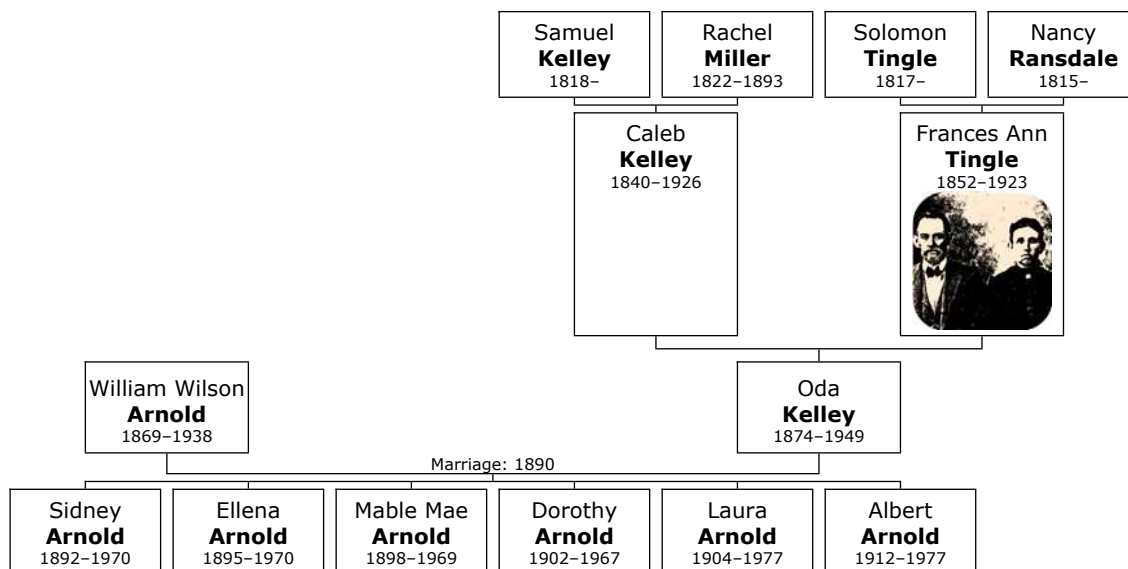 Samuel
Kelley
1818–
Rachel
Miller
1822–1893
Solomon
Tingle
1817–
Nancy
Ransdale
1815–
Caleb
Kelley
1840–1926
Frances Ann
Tingle
1852–1923
William Wilson
Arnold
1869–1938
Oda
Kelley
1874–1949
Marriage: 1890
Sidney
Arnold
1892–1970
Ellena
Arnold
1895–1970
Mable Mae
Arnold
1898–1969
Dorothy
Arnold
1902–1967
Laura
Arnold
1904–1977
Albert
Arnold
1912–1977